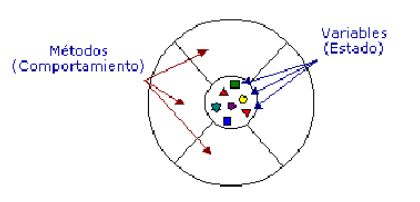 Métodos
(Comportamiento)
Variables
(Estado)